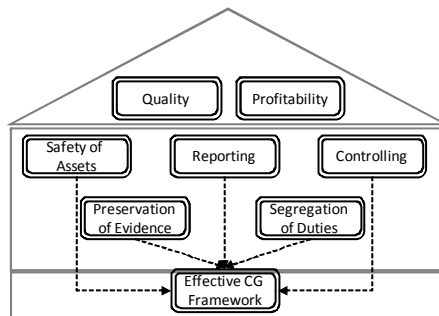 Quality
Profitability
Safety of
Assets
Reporting
Controlling
Preservation
of Evidence
Segregation
of Duties
Effective CG
Framework